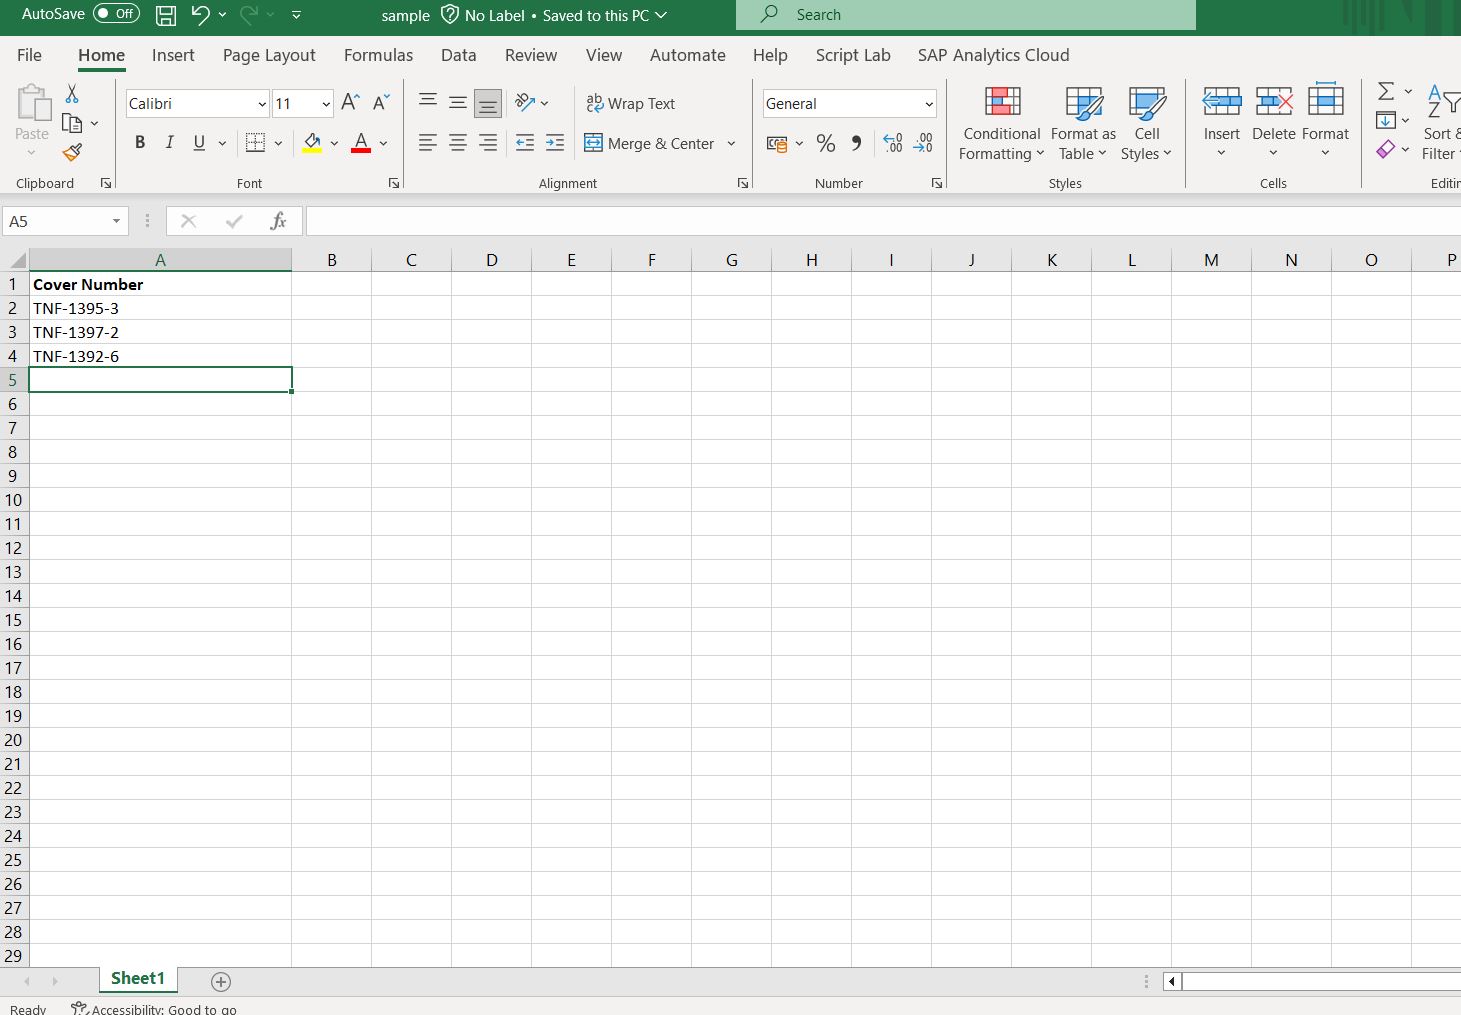 AutoSave Off sample No Label • Saved to this PC Search
File Home Insert Page Layout Formulas Data Review View Automate Help Script Lab SAP Analytics Cloud
Paste
Calibri 11
B I U
Wrap Text
Merge & Center
General
Conditional Formatting
Format as Table
Cell Styles
Insert Delete Format
Sort &
Filter
Clipboard Font Alignment Number Styles Cells
A5 fx
A B C D E F G H I J K L M N O P
1 Cover Number
2 TNF-1395-3
3 TNF-1397-2
4 TNF-1392-6
5
6
7
8
9
10
11
12
13
14
15
16
17
18
19
20
21
22
23
24
25
26
27
28
29
Sheet1
Ready Accessibility: Good to go